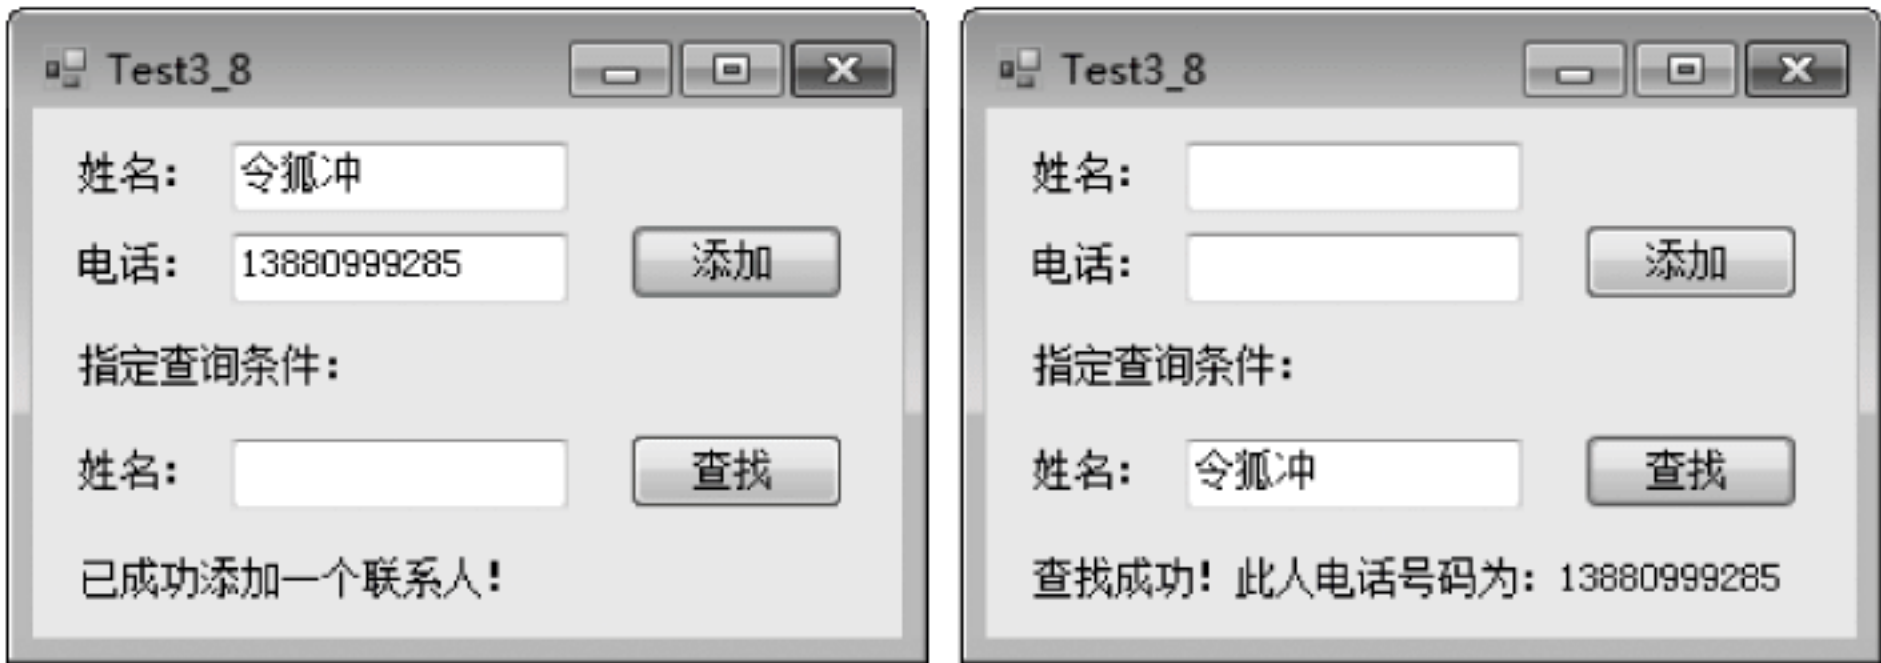 Test3_8
姓名： 令狐冲
电话： 13880999285 添加
指定查询条件：
姓名： 查找
已成功添加一个联系人！
Test3_8
姓名：
电话： 添加
指定查询条件：
姓名： 令狐冲 查找
查找成功！此人电话号码为：13880999285